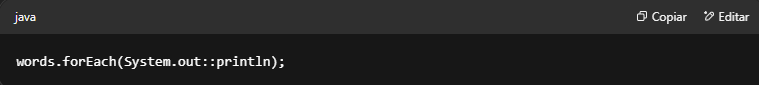 java
Copiar
Editar
words.forEach(System.out::println);